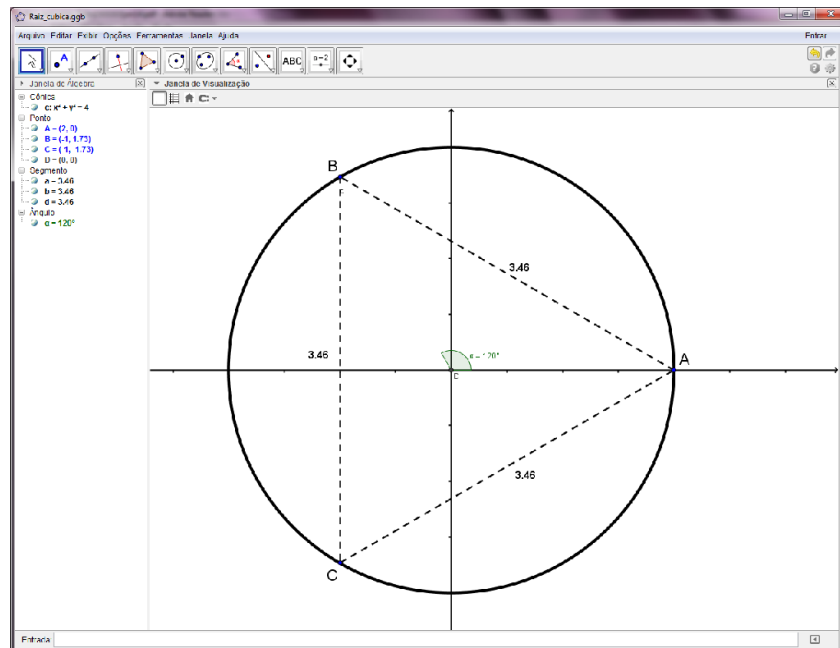 Raiz_cubica.ggb
Arquivo Editar Exibir Opções Ferramentas Janela Ajuda Entrar
ABC a=2
Janela de Álgebra
Janela de Visualização
Cônica
c: x² + y² = 4
Ponto
A = (2, 0)
B = (-1, 1.73)
C = (-1, -1.73)
D = (0, 0)
Segmento
a = 3.46
b = 3.46
d = 3.46
Ângulo
α = 120°
B
3.46
3.46
α = 120°
A
3.46
C
Entrada